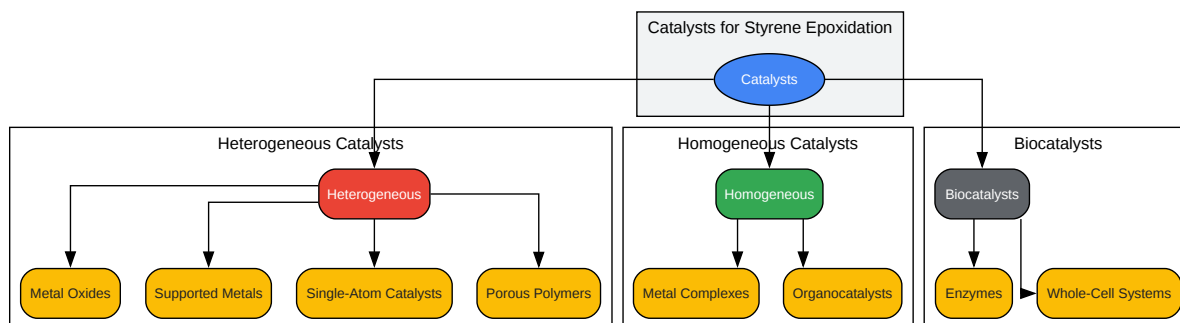 Catalysts for Styrene Epoxidation
Catalysts
Heterogeneous Catalysts
Homogeneous Catalysts
Biocatalysts
Heterogeneous
Homogeneous
Biocatalysts
Metal Oxides
Supported Metals
Single-Atom Catalysts
Porous Polymers
Metal Complexes
Organocatalysts
Enzymes
Whole-Cell Systems